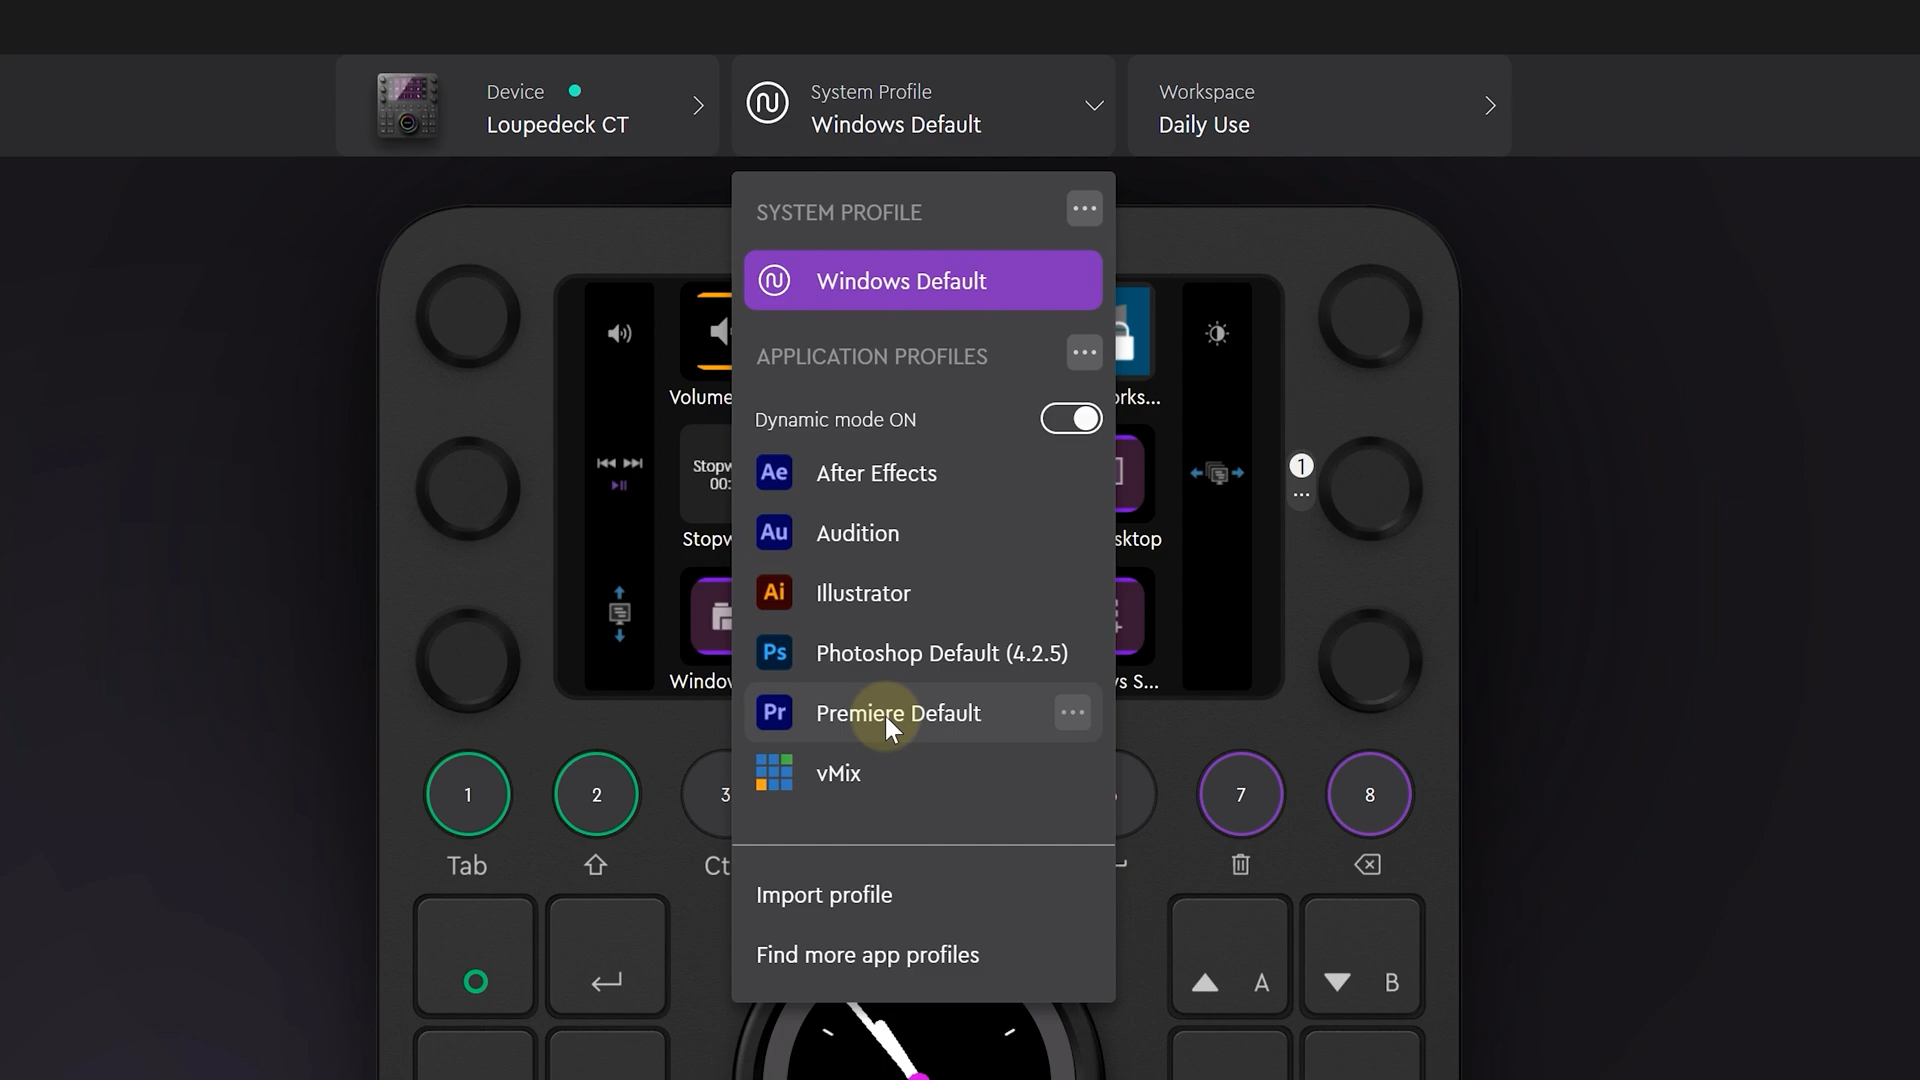 Device
Loupedeck CT
System Profile
Windows Default
Workspace
Daily Use
SYSTEM PROFILE
Windows Default
APPLICATION PROFILES
Dynamic mode ON
Ae After Effects
Au Audition
Ai Illustrator
Ps Photoshop Default (4.2.5)
Pr Premiere Default
vMix
Import profile
Find more app profiles
Volume
orks...
Stopw
00:
Stopw
sktop
1
...
Window
s S...
1
2
3
7
8
Tab
Ct
A
B